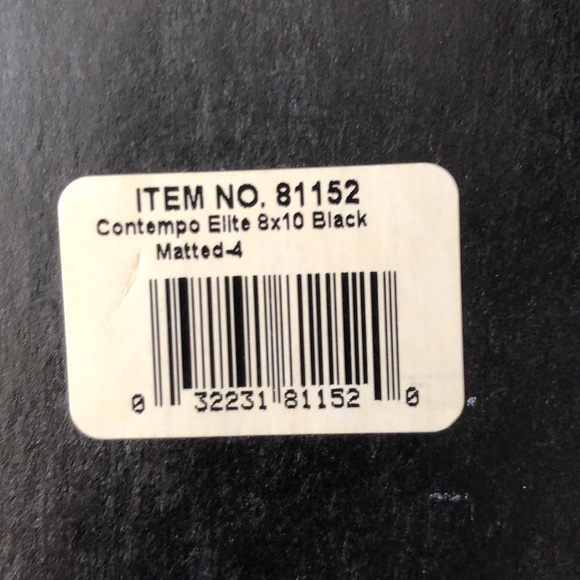 ITEM NO. 81152
Contempo Elite 8x10 Black
Matted-4
0 32231 81152 0